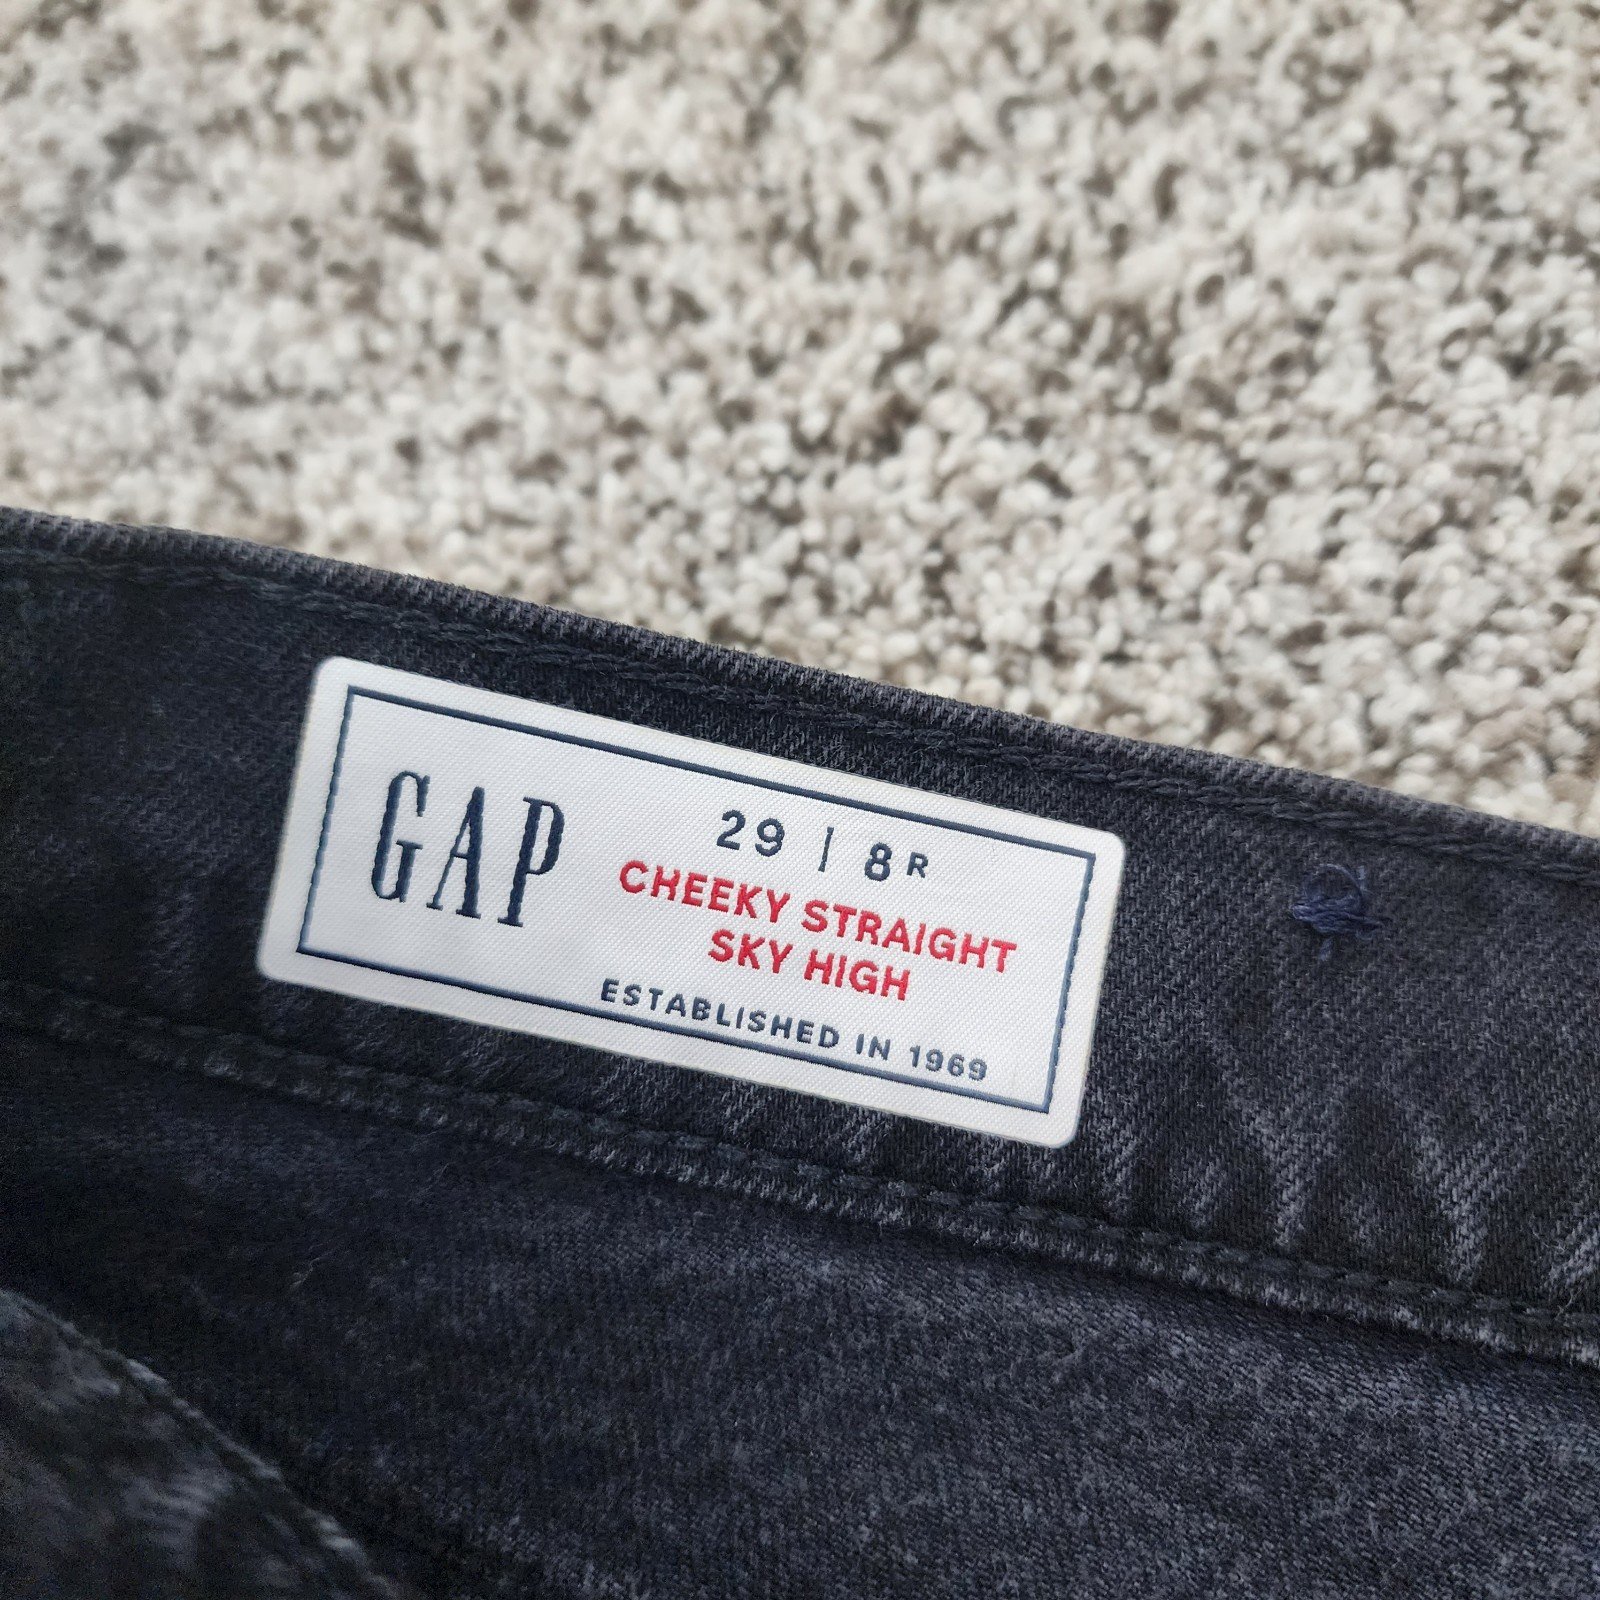 GAP
29 | 8R
CHEEKY STRAIGHT
SKY HIGH
ESTABLISHED IN 1969